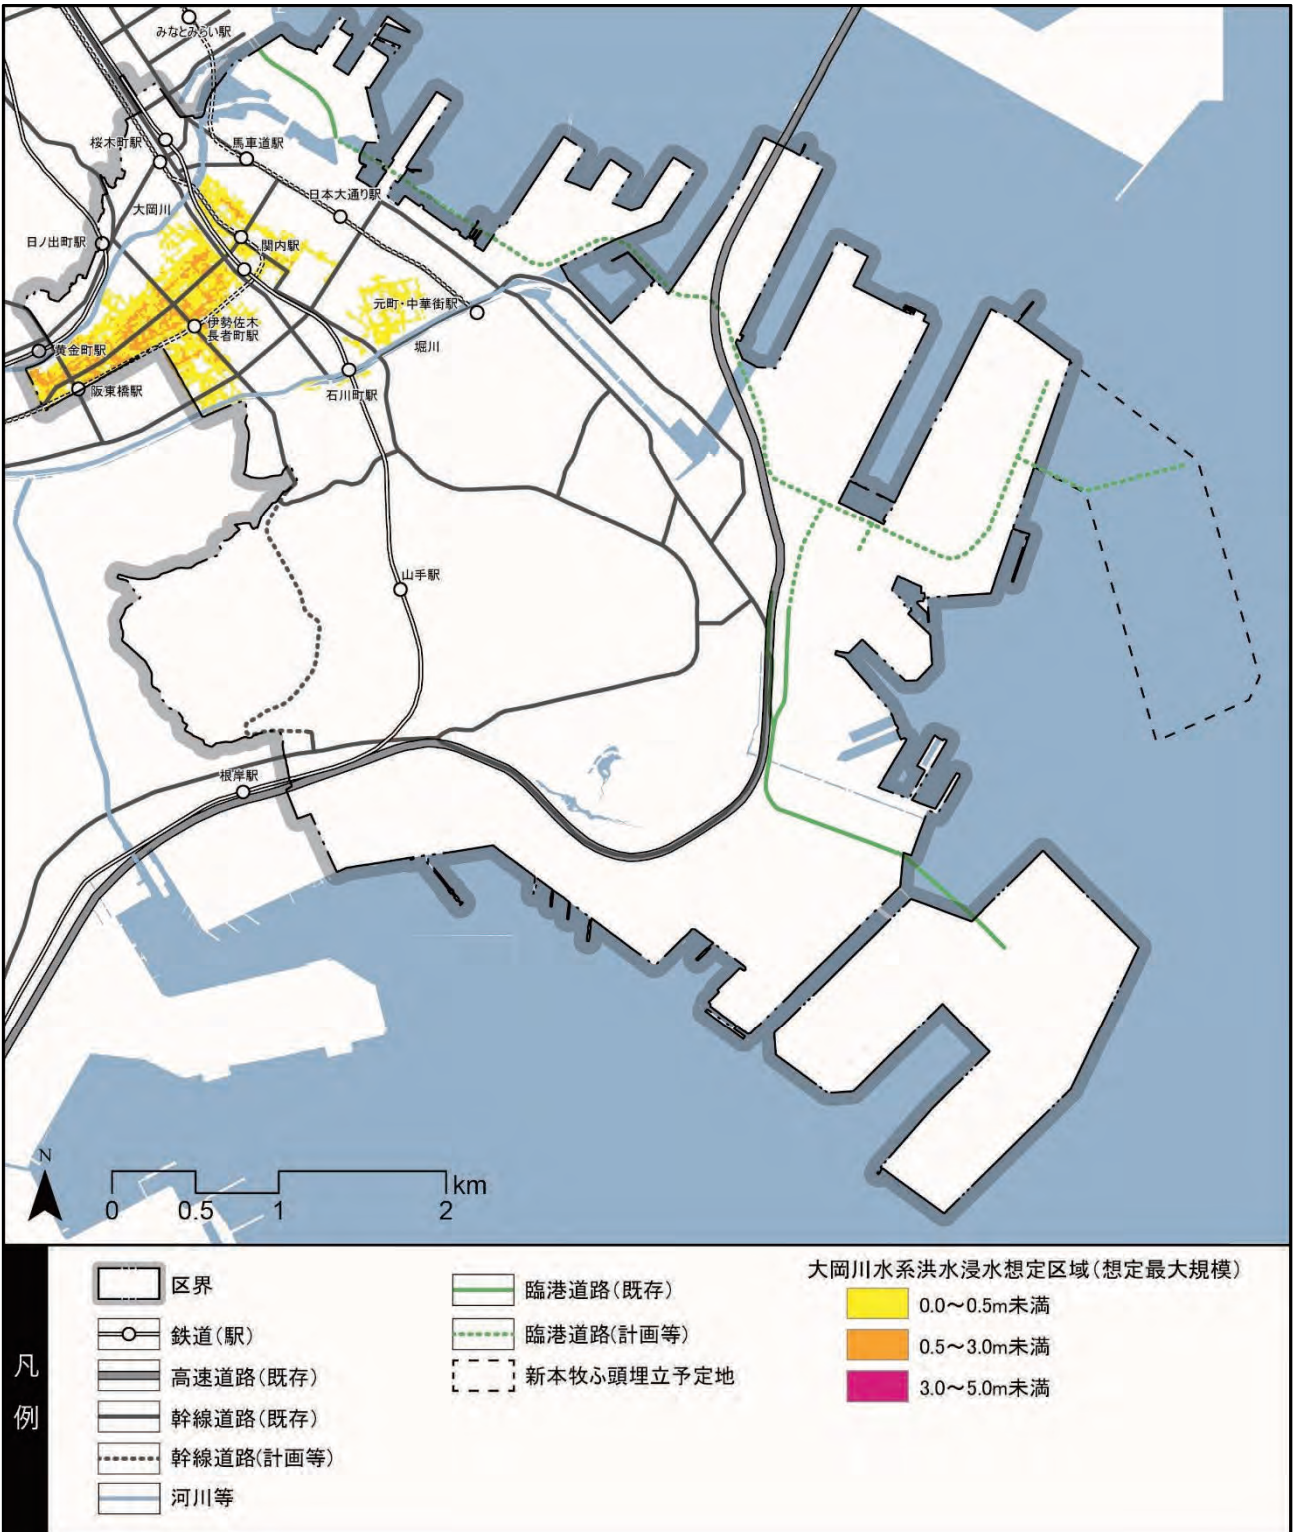 みなとみらい駅
桜木町駅
馬車道駅
日本大通り駅
大岡川
日ノ出町駅
関内駅
元町・中華街駅
伊勢佐木
長者町駅
黄金町駅
堀川
阪東橋駅
石川町駅
山手駅
根岸駅
N
0 0.5 1 2 km
凡例
区界
鉄道(駅)
高速道路(既存)
幹線道路(既存)
幹線道路(計画等)
河川等
臨港道路(既存)
臨港道路(計画等)
新本牧ふ頭埋立予定地
大岡川水系洪水浸水想定区域(想定最大規模)
0.0～0.5m未満
0.5～3.0m未満
3.0～5.0m未満